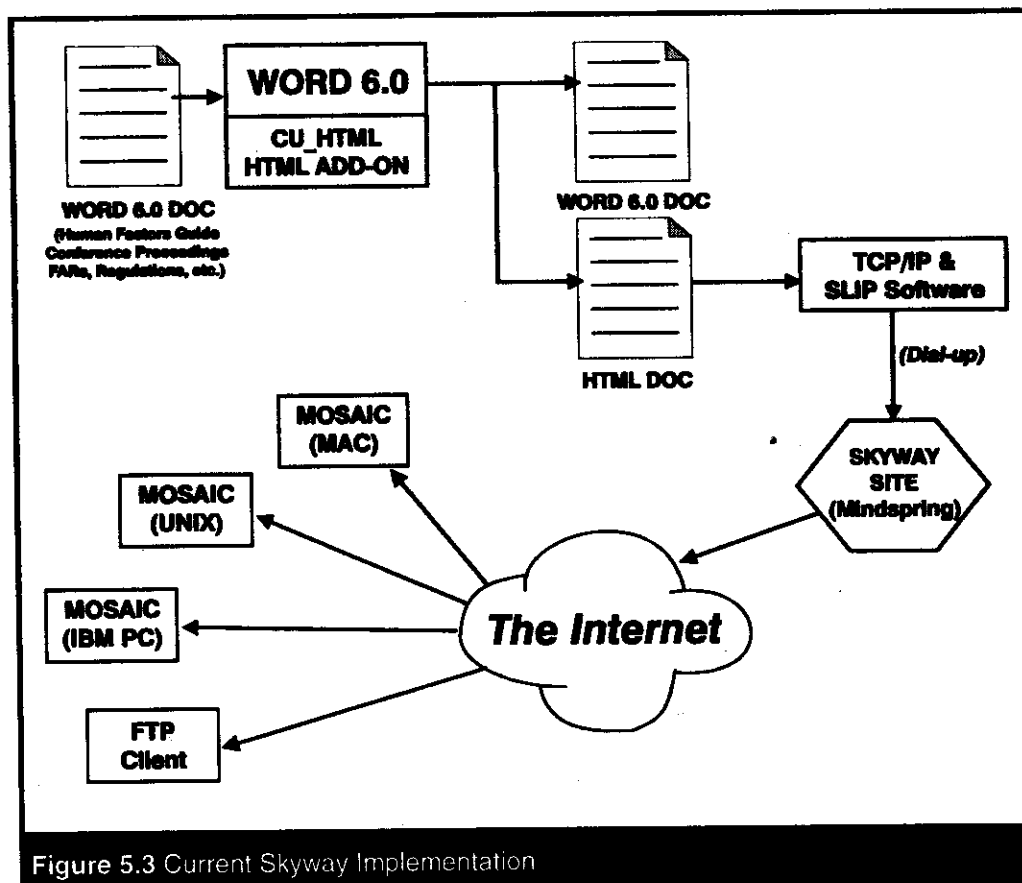 WORD 6.0
CU_HTML
HTML ADD-ON
WORD 6.0 DOC
(Human Factors Guide
Conference Proceedings
FARs, Regulations, etc.)
WORD 6.0 DOC
HTML DOC
TCP/IP &
SLIP Software
(Dial-up)
SKYWAY
SITE
(Mindspring)
The Internet
MOSAIC
(MAC)
MOSAIC
(UNIX)
MOSAIC
(IBM PC)
FTP
Client
Figure 5.3 Current Skyway Implementation